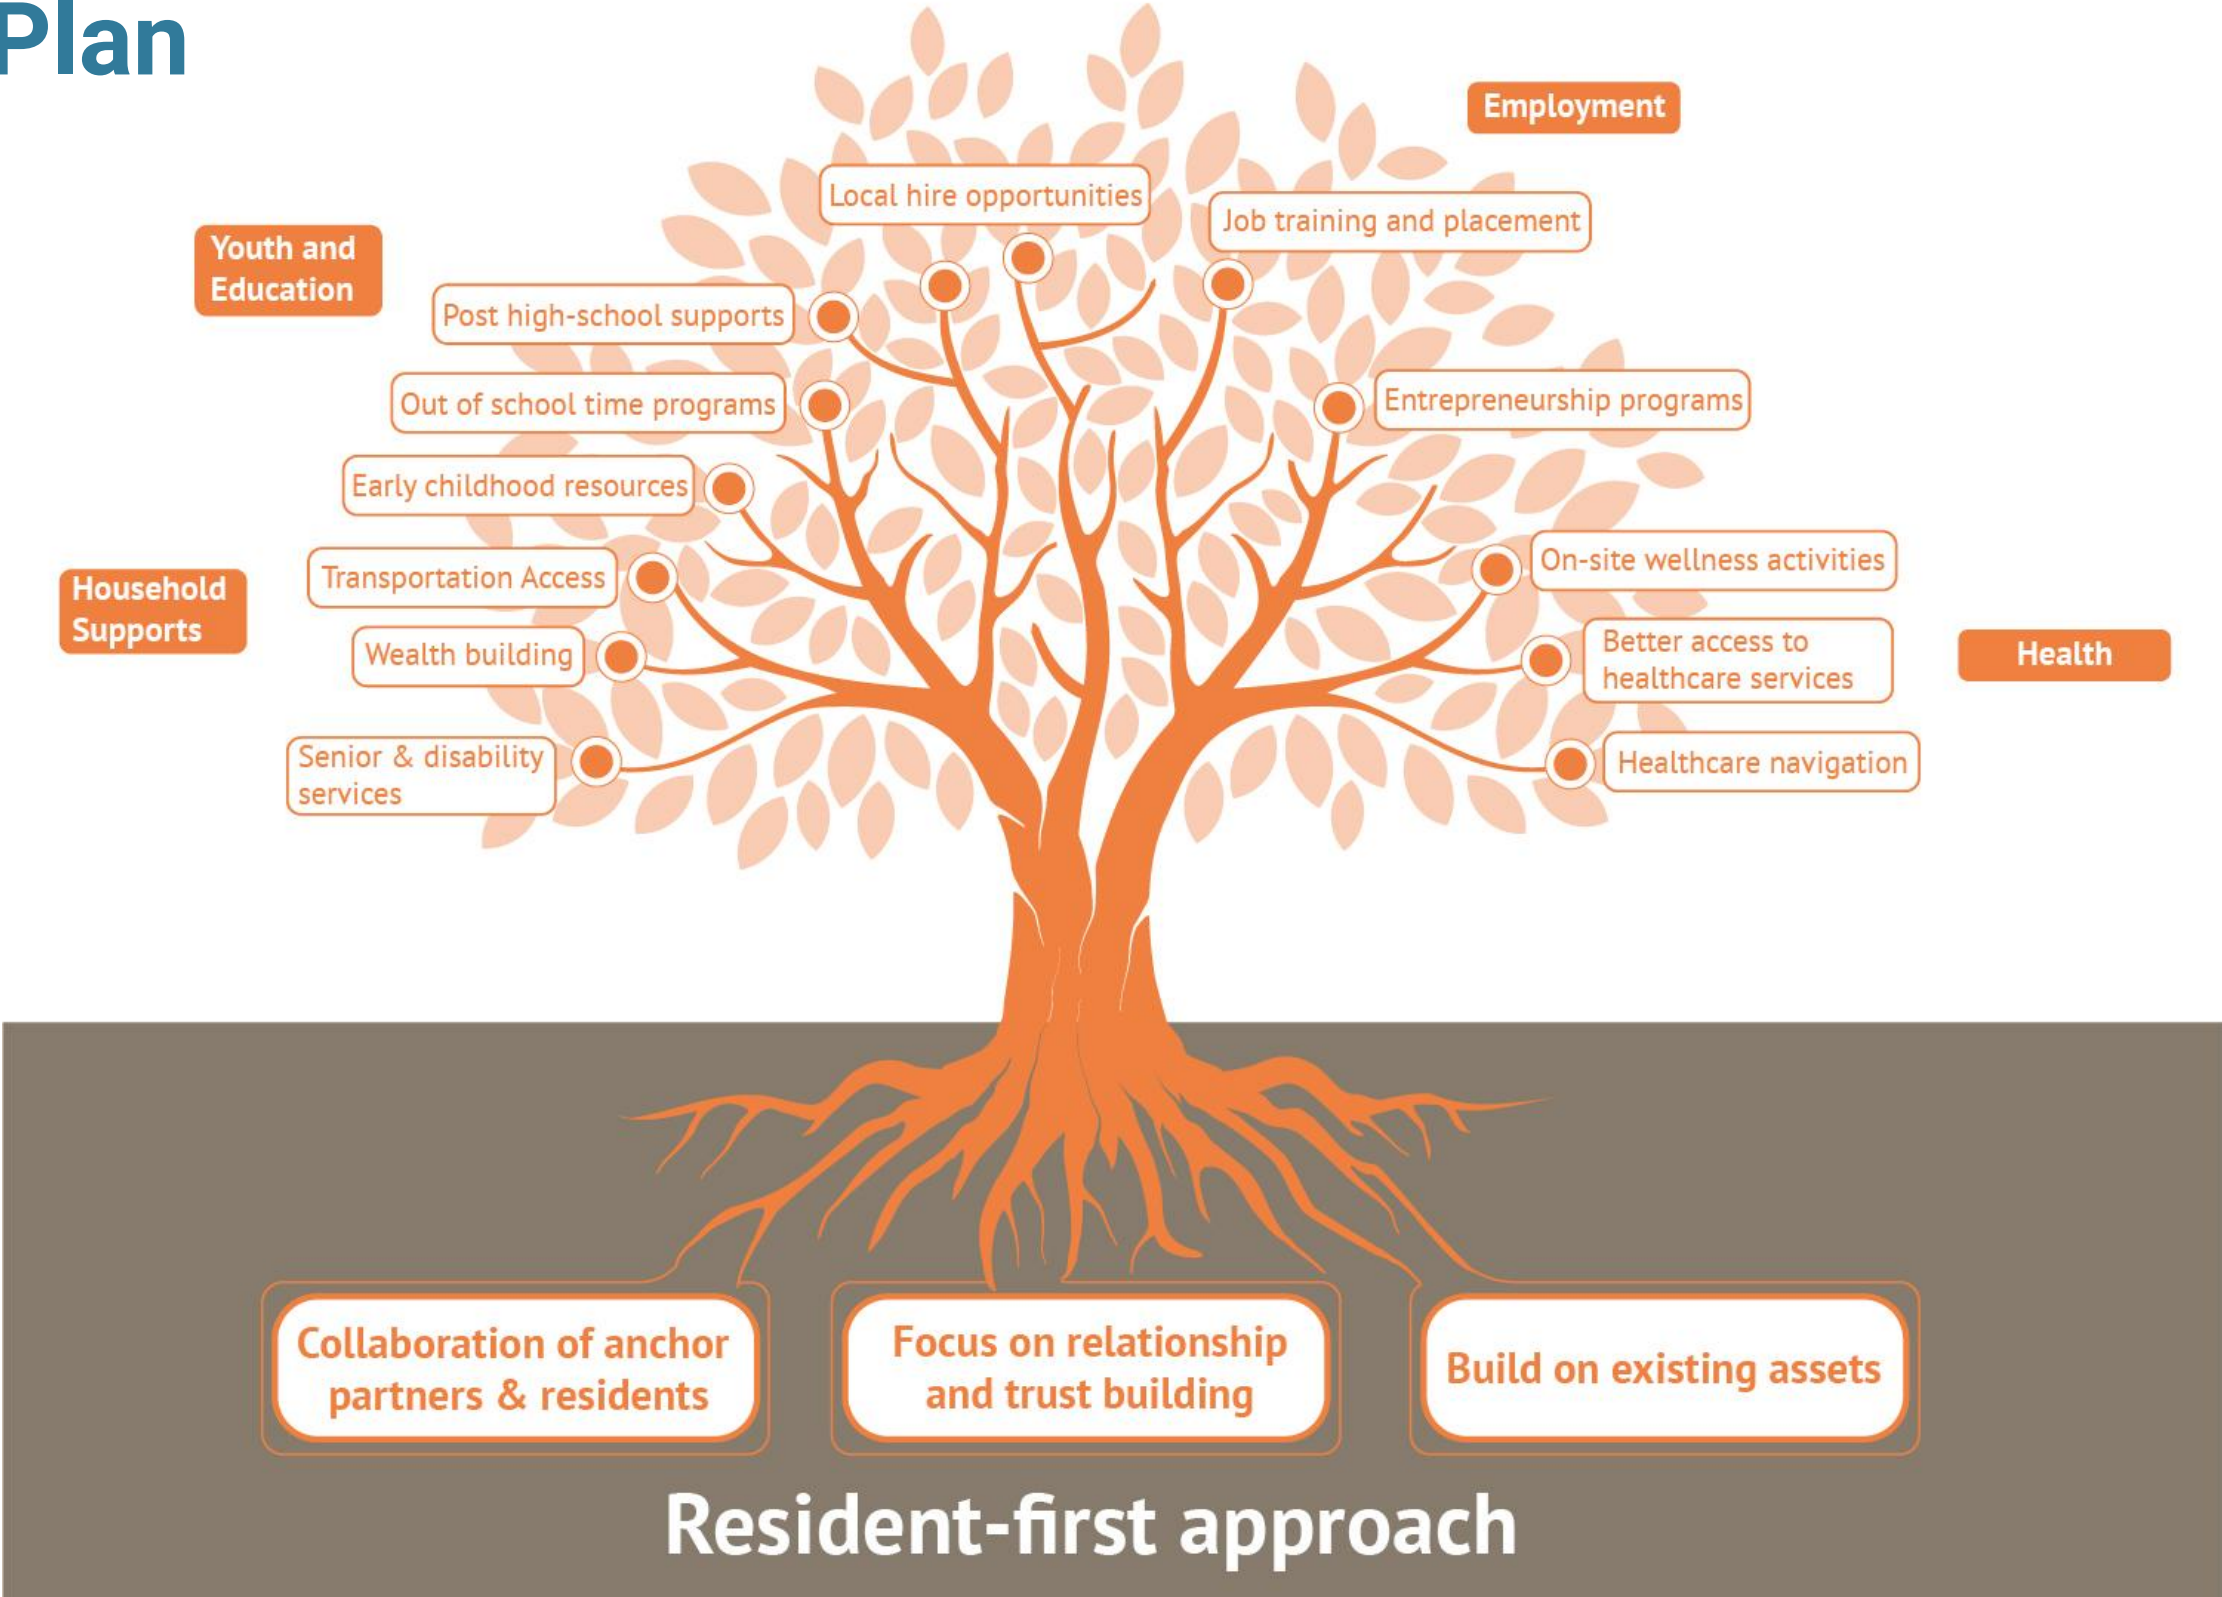 Plan
Employment
Local hire opportunities
Job training and placement
Youth and
Education
Post high-school supports
Out of school time programs
Entrepreneurship programs
Early childhood resources
Household
Supports
Transportation Access
Wealth building
Senior & disability
services
On-site wellness activities
Better access to
healthcare services
Health
Healthcare navigation
Collaboration of anchor
partners & residents
Focus on relationship
and trust building
Build on existing assets
Resident-first approach